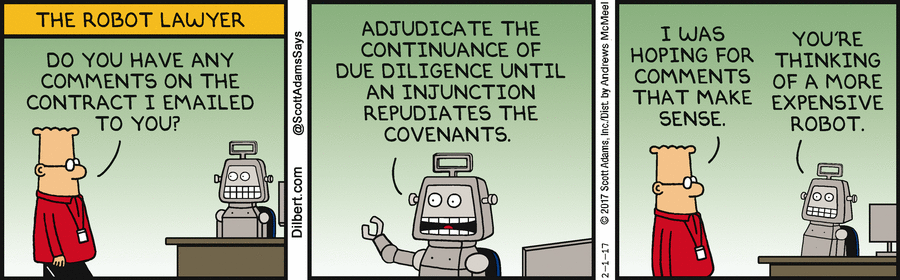 THE ROBOT LAWYER
DO YOU HAVE ANY
COMMENTS ON THE
CONTRACT I EMAILED
TO YOU?
Dilbert.com @ScottAdamsSays
ADJUDICATE THE
CONTINUANCE OF
DUE DILIGENCE UNTIL
AN INJUNCTION
REPUDIATES THE
COVENANTS.
2-1-17 © 2017 Scott Adams, Inc./Dist. by Andrews McMeel
I WAS
HOPING FOR
COMMENTS
THAT MAKE
SENSE.
YOU'RE
THINKING
OF A MORE
EXPENSIVE
ROBOT.